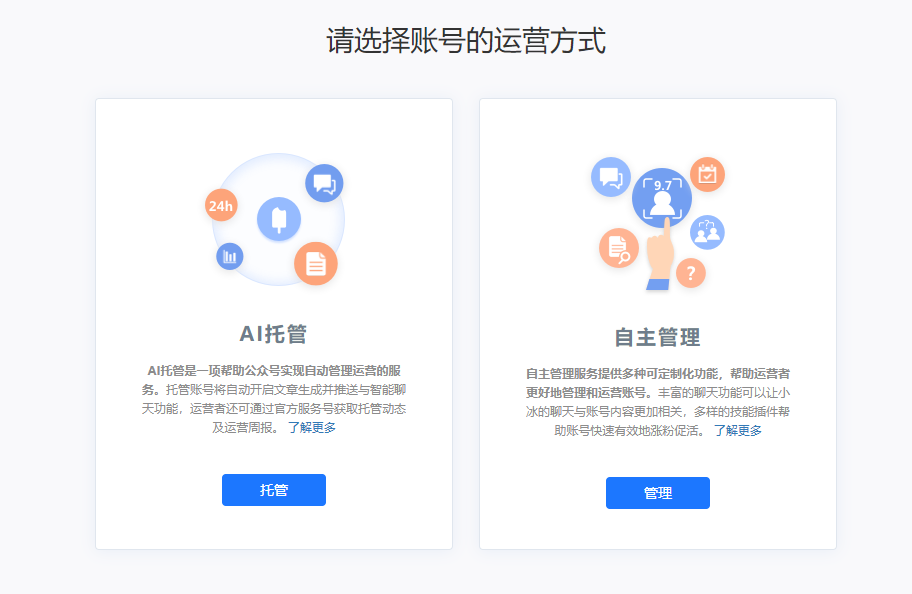 请选择账号的运营方式
24h
AI托管
AI托管是一项帮助公众号实现自动管理运营的服
务。托管账号将自动开启文章生成并推送与智能聊
天功能，运营者还可通过官方服务号获取托管动态
及运营周报。 了解更多
托管
9.7
?
?
自主管理
自主管理服务提供多种可定制化功能，帮助运营者
更好地管理和运营账号。丰富的聊天功能可以让小
冰的聊天与账号内容更加相关，多样的技能插件帮
助账号快速有效地涨粉促活。 了解更多
管理